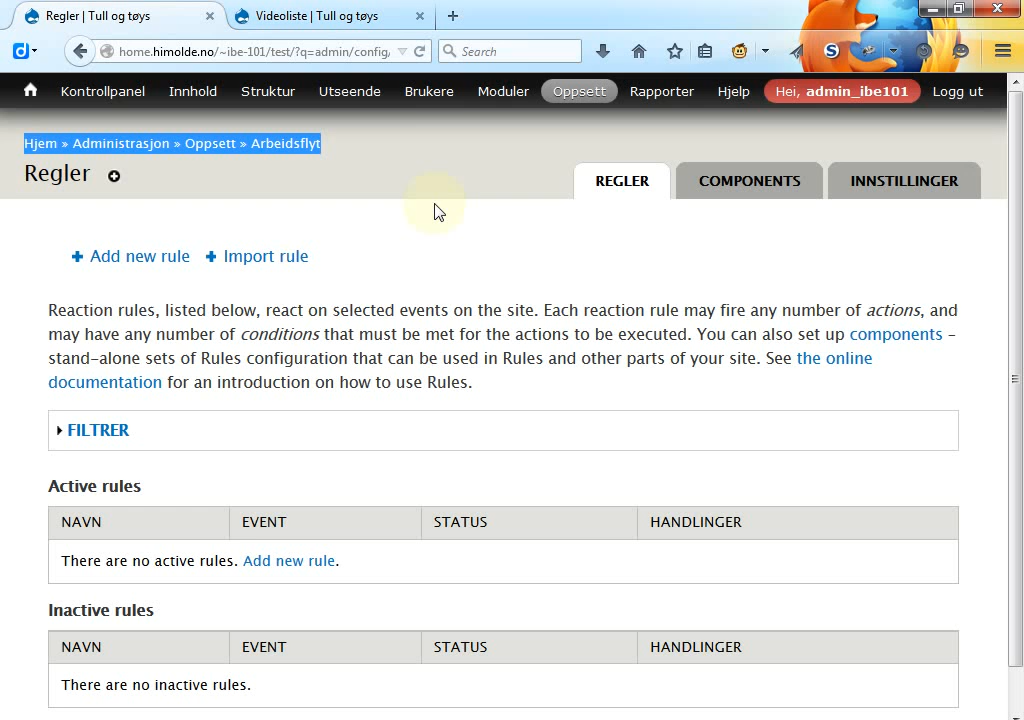 Regler | Tull og tøys
Videoliste | Tull og tøys
home.himolde.no/~ibe-101/test/?q=admin/config,
Search
Kontrollpanel Innhold Struktur Utseende Brukere Moduler Oppsett Rapporter Hjelp Hei, admin_ibe101 Logg ut
Hjem » Administrasjon » Oppsett » Arbeidsflyt
Regler
REGLER COMPONENTS INNSTILLINGER
Add new rule Import rule
Reaction rules, listed below, react on selected events on the site. Each reaction rule may fire any number of actions, and
may have any number of conditions that must be met for the actions to be executed. You can also set up components –
stand-alone sets of Rules configuration that can be used in Rules and other parts of your site. See the online
documentation for an introduction on how to use Rules.
FILTRER
Active rules
NAVN EVENT STATUS HANDLINGER
There are no active rules. Add new rule.
Inactive rules
NAVN EVENT STATUS HANDLINGER
There are no inactive rules.